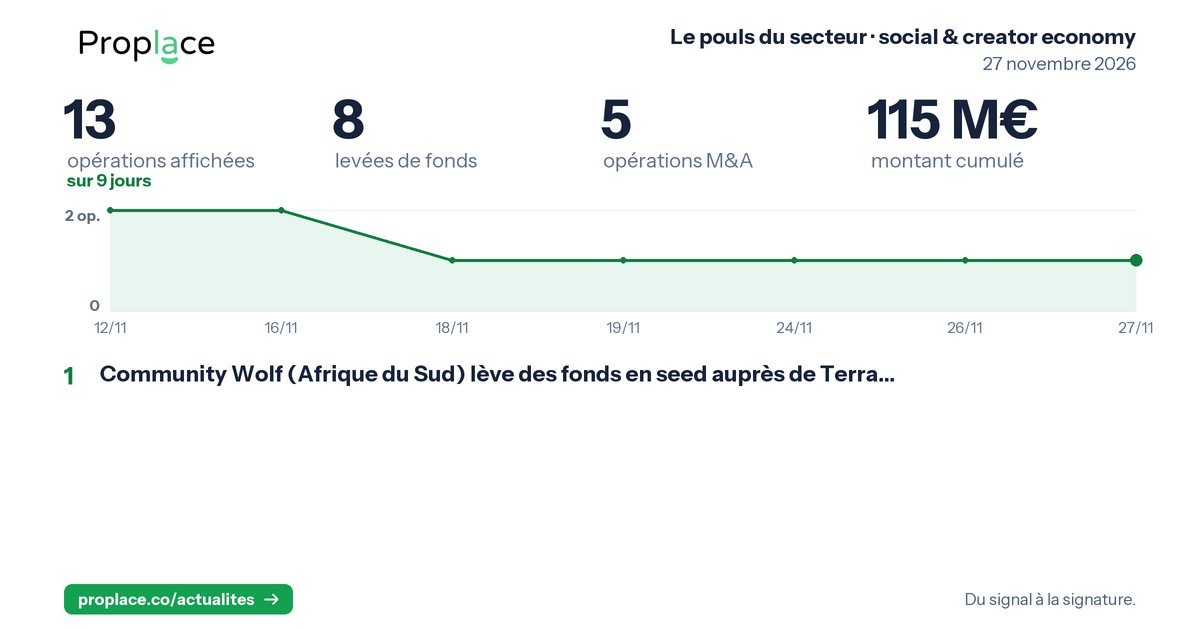 Proplace
Le pouls du secteur · social & creator economy
27 novembre 2026
13
opérations affichées
sur 9 jours
8
levées de fonds
5
opérations M&A
115 M€
montant cumulé
2 op.
0
12/11
16/11
18/11
19/11
24/11
26/11
27/11
1 Community Wolf (Afrique du Sud) lève des fonds en seed auprès de Terra...
proplace.co/actualites →
Du signal à la signature.